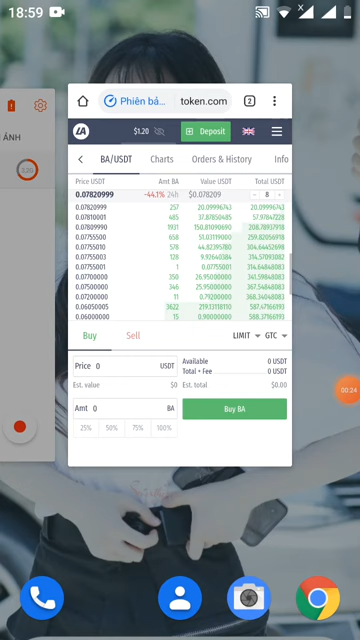 18:59
ẢNH
3.20
Phiên bả... token.com 2
LA $1.20 Deposit
BA/USDT Charts Orders & History Info
Price USDT Amt BA Value USDT Total USDT
0.07820999 -44.1% 24h $0.078209 - 8 -
0.07820999 257 20.09996743 20.09996743
0.07810001 485 37.87850485 57.97847228
0.07809990 1931 150.81090690 208.78937918
0.07755500 658 51.03119000 259.82056918
0.07755010 578 44.82395780 304.64452698
0.07755003 128 9.92640384 314.57093082
0.07755001 1 0.07755001 314.64848083
0.07700000 350 26.95000000 341.59848083
0.07500000 346 25.95000000 367.54848083
0.07200000 11 0.79200000 368.34048083
0.06050005 3622 219.13118110 587.47166193
0.06000000 15 0.90000000 588.37166193
Buy Sell LIMIT GTC
Price 0 USDT
Available 0 USDT
Total + Fee 0 USDT
Est. value $0 Est. total $0.00
Amt 0 BA Buy BA
25% 50% 75% 100%
00:24